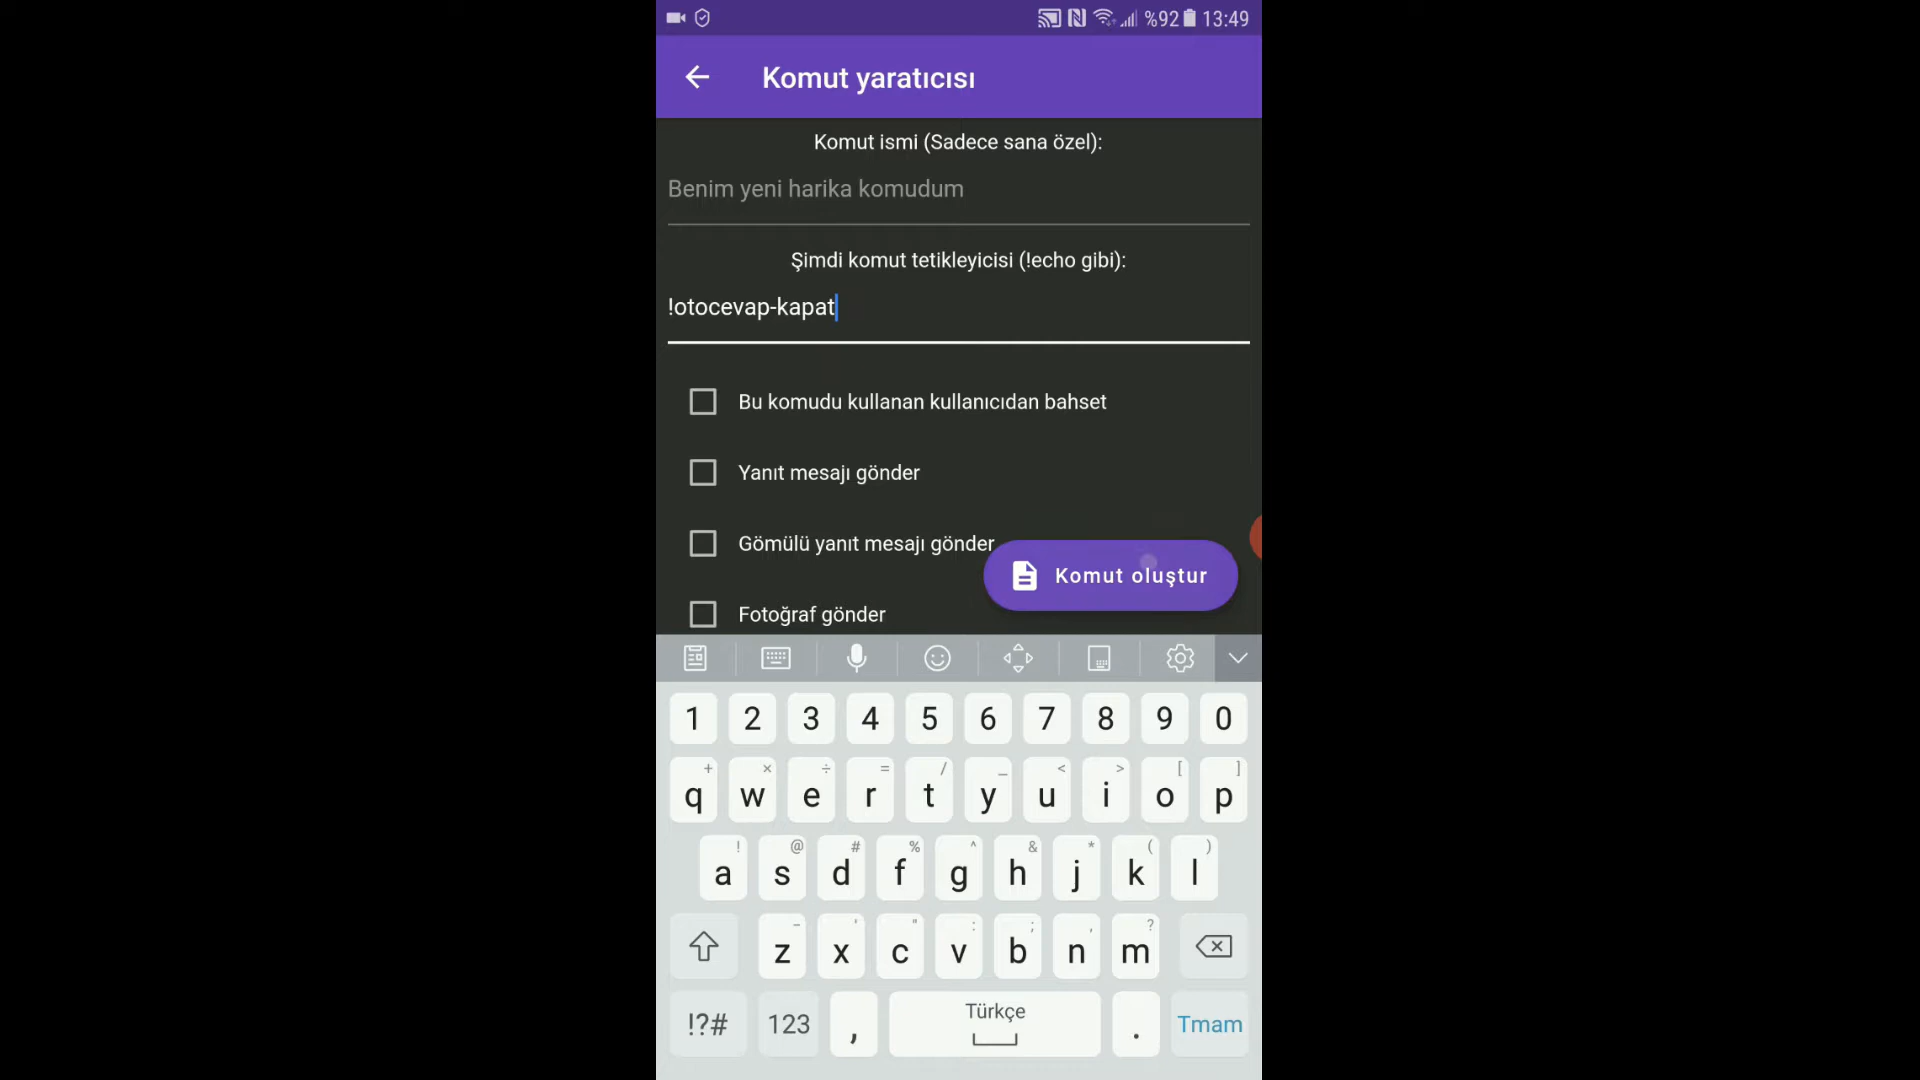 %92 13:49
Komut yaratıcısı
Komut ismi (Sadece sana özel):
Benim yeni harika komudum
Şimdi komut tetikleyicisi (!echo gibi):
!otocevap-kapat
Bu komudu kullanan kullanıcıdan bahset
Yanıt mesajı gönder
Gömülü yanıt mesajı gönder
Komut oluştur
Fotoğraf gönder
1 2 3 4 5 6 7 8 9 0
+ × ÷ = / _ < > [ ]
q w e r t y u i o p
! @ # % ^ & * ( )
a s d f g h j k l
- ' " : ; , ?
z x c v b n m
!?# 123 , Türkçe . Tmam